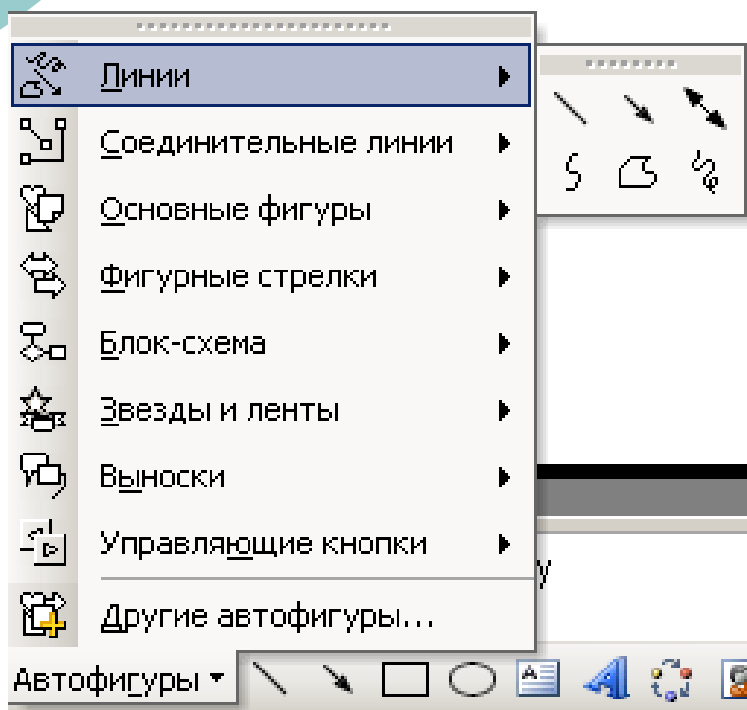 Линии
Соединительные линии
Основные фигуры
Фигурные стрелки
Блок-схема
Звезды и ленты
Выноски
Управляющие кнопки
Другие автофигуры...
Автофигуры